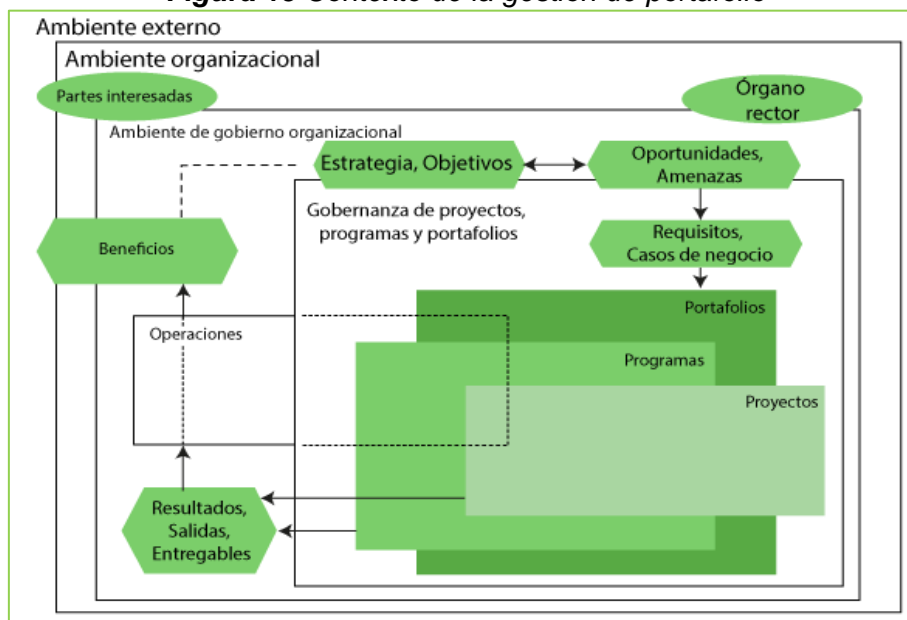 Ambiente externo
Ambiente organizacional
Partes interesadas
Órgano
rector
Ambiente de gobierno organizacional
Estrategia, Objetivos
Oportunidades,
Amenazas
Gobernanza de proyectos,
programas y portafolios
Requisitos,
Casos de negocio
Beneficios
Portafolios
Operaciones
Programas
Proyectos
Resultados,
Salidas,
Entregables